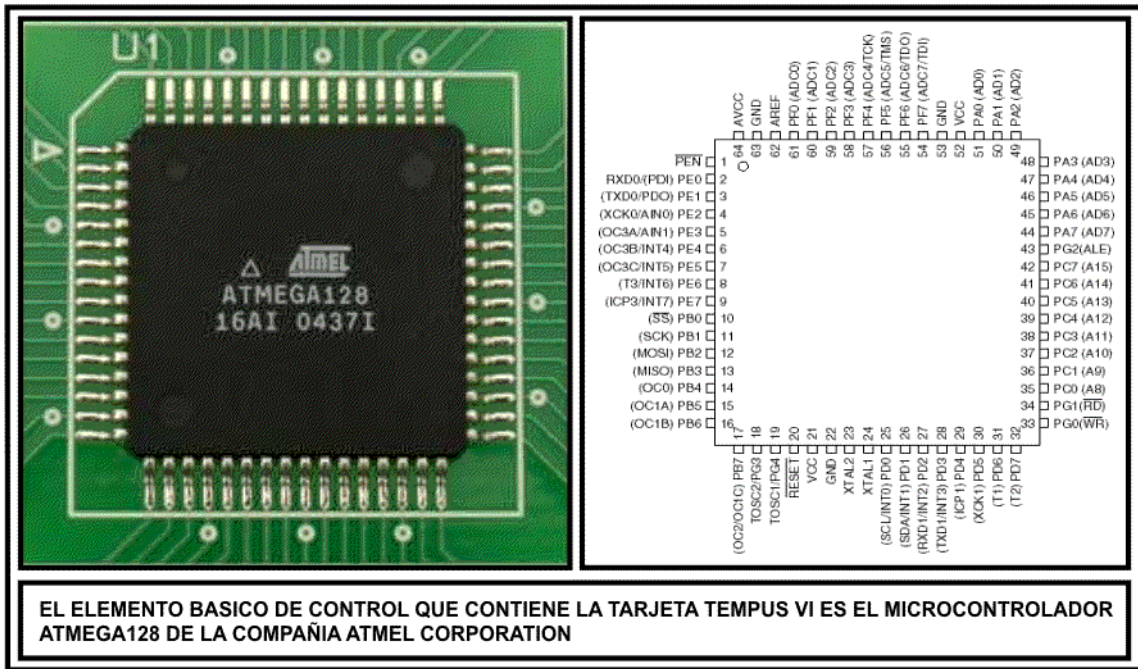 U1
ATMEL
ATMEGA128
16AI 0437I
64 AVCC
63 GND
62 AREF
61 PF0 (ADC0)
60 PF1 (ADC1)
59 PF2 (ADC2)
58 PF3 (ADC3)
57 PF4 (ADC4/TCK)
56 PF5 (ADC5/TMS)
55 PF6 (ADC6/TDO)
54 PF7 (ADC7/TDI)
53 GND
52 VCC
51 PA0 (AD0)
50 PA1 (AD1)
49 PA2 (AD2)
PEN 1
RXD0/(PDI) PE0 2
(TXD0/PDO) PE1 3
(XCK0/AIN0) PE2 4
(OC3A/AIN1) PE3 5
(OC3B/INT4) PE4 6
(OC3C/INT5) PE5 7
(T3/INT6) PE6 8
(ICP3/INT7) PE7 9
(SS) PB0 10
(SCK) PB1 11
(MOSI) PB2 12
(MISO) PB3 13
(OC0) PB4 14
(OC1A) PB5 15
(OC1B) PB6 16
48 PA3 (AD3)
47 PA4 (AD4)
46 PA5 (AD5)
45 PA6 (AD6)
44 PA7 (AD7)
43 PG2(ALE)
42 PC7 (A15)
41 PC6 (A14)
40 PC5 (A13)
39 PC4 (A12)
38 PC3 (A11)
37 PC2 (A10)
36 PC1 (A9)
35 PC0 (A8)
34 PG1(RD)
33 PG0(WR)
(OC2/OC1C) PB7 17
TOSC2/PG3 18
TOSC1/PG4 19
RESET 20
VCC 21
GND 22
XTAL2 23
XTAL1 24
(SCL/INT0) PD0 25
(SDA/INT1) PD1 26
(RXD1/INT2) PD2 27
(TXD1/INT3) PD3 28
(ICP1) PD4 29
(XCK1) PD5 30
(T1) PD6 31
(T2) PD7 32
EL ELEMENTO BASICO DE CONTROL QUE CONTIENE LA TARJETA TEMPUS VI ES EL MICROCONTROLADOR
ATMEGA128 DE LA COMPAÑIA ATMEL CORPORATION